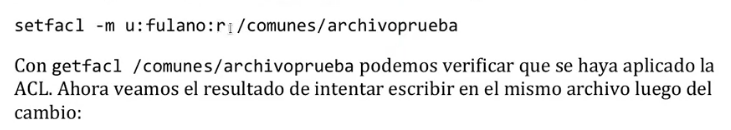 setfacl -m u:fulano:r /comunes/archivoprueba
Con getfacl /comunes/archivoprueba podemos verificar que se haya aplicado la
ACL. Ahora veamos el resultado de intentar escribir en el mismo archivo luego del
cambio: